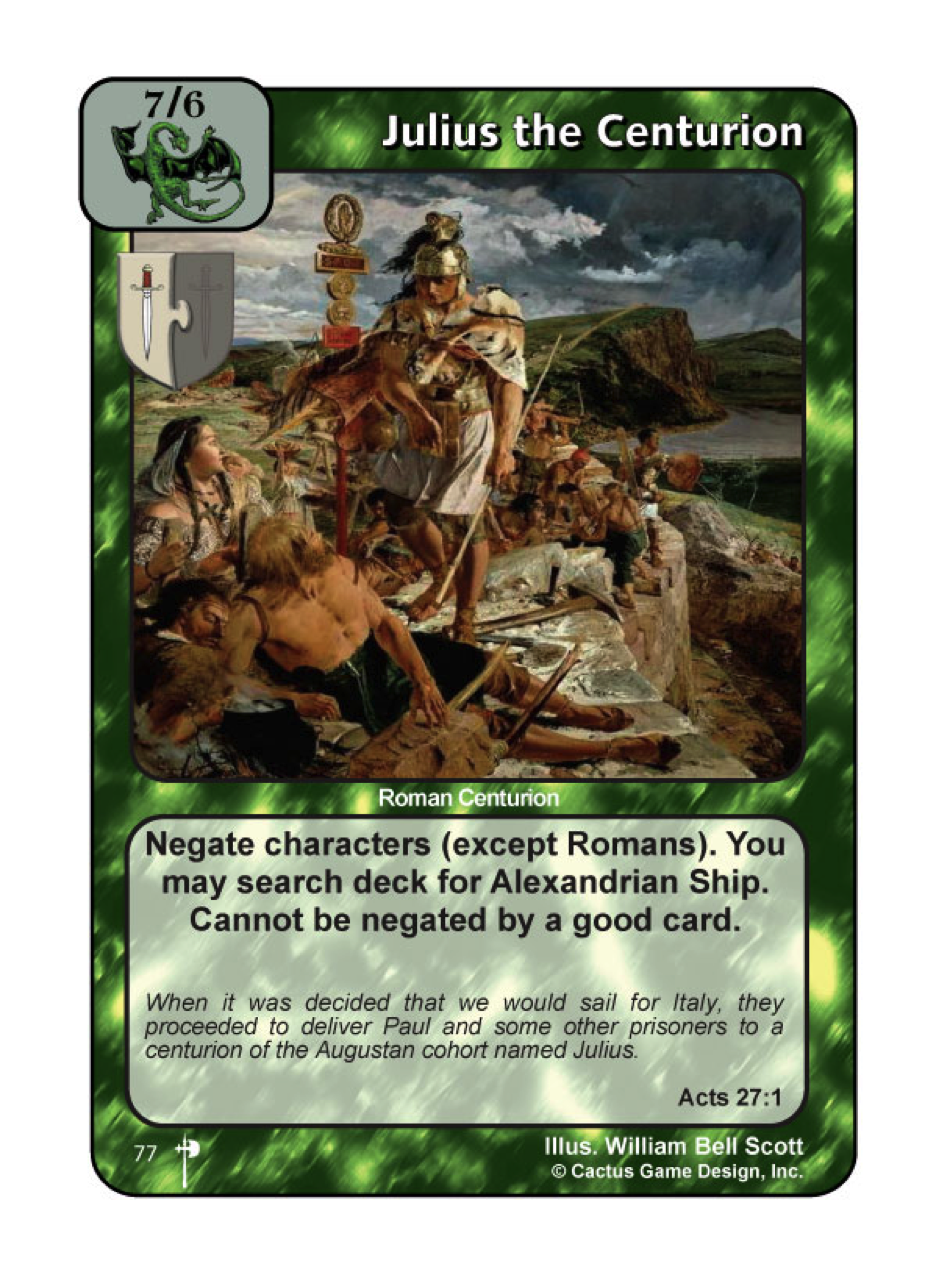 7/6
Julius the Centurion
Roman Centurion
Negate characters (except Romans). You
may search deck for Alexandrian Ship.
Cannot be negated by a good card.
When it was decided that we would sail for Italy, they
proceeded to deliver Paul and some other prisoners to a
centurion of the Augustan cohort named Julius.
Acts 27:1
77
Illus. William Bell Scott
© Cactus Game Design, Inc.